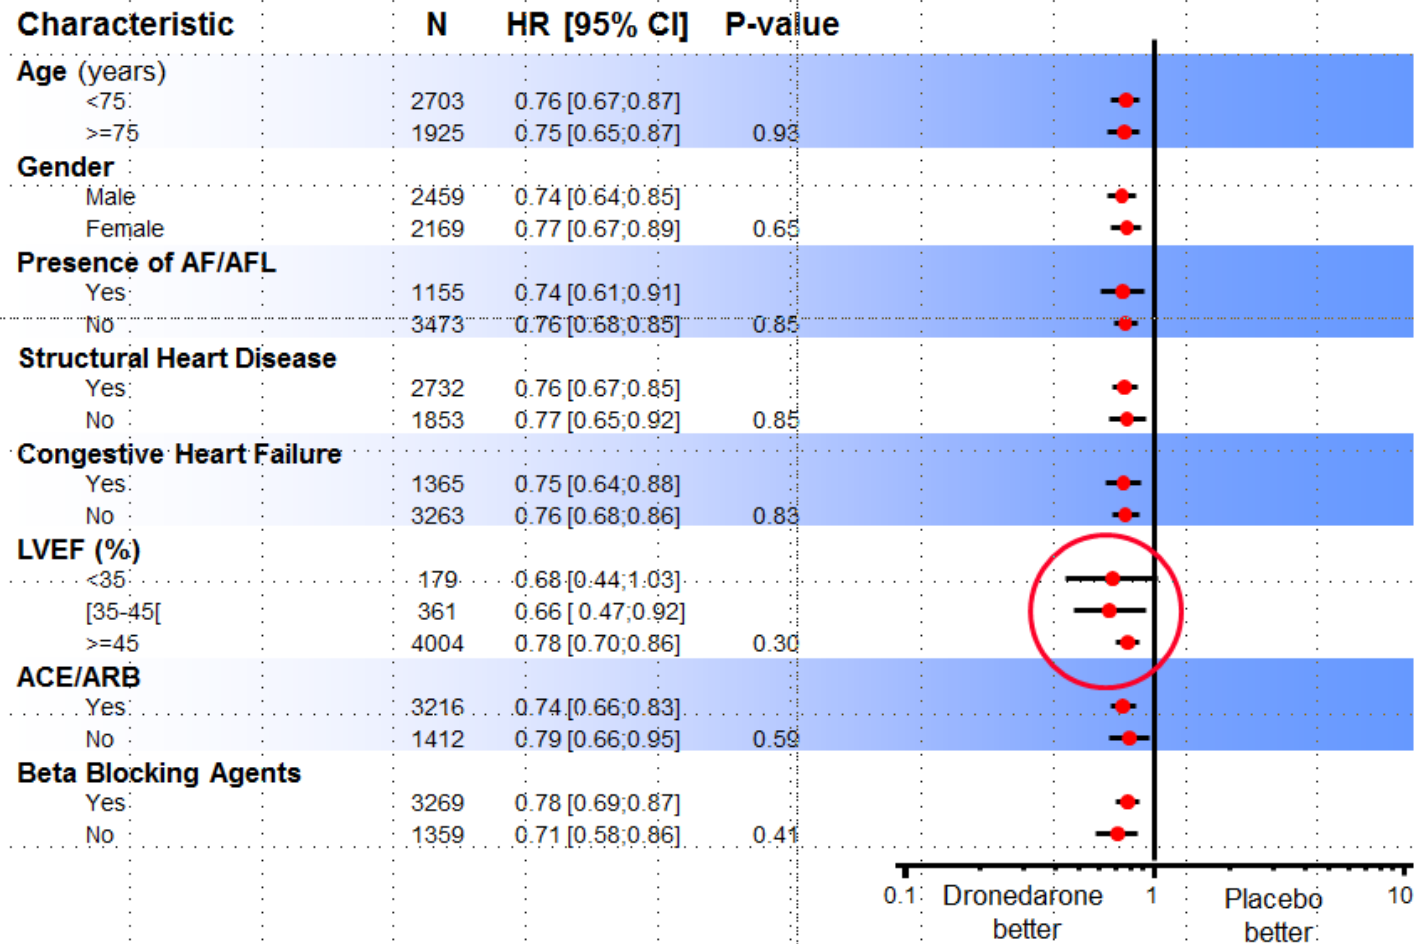 Characteristic N HR [95% CI] P-value
Age (years)
<75 2703 0.76 [0.67;0.87]
>=75 1925 0.75 [0.65;0.87] 0.93
Gender
Male 2459 0.74 [0.64;0.85]
Female 2169 0.77 [0.67;0.89] 0.65
Presence of AF/AFL
Yes 1155 0.74 [0.61;0.91]
No 3473 0.76 [0.68;0.85] 0.85
Structural Heart Disease
Yes 2732 0.76 [0.67;0.85]
No 1853 0.77 [0.65;0.92] 0.85
Congestive Heart Failure
Yes 1365 0.75 [0.64;0.88]
No 3263 0.76 [0.68;0.86] 0.83
LVEF (%)
<35 179 0.68 [0.44;1.03]
[35-45[ 361 0.66 [ 0.47;0.92]
>=45 4004 0.78 [0.70;0.86] 0.30
ACE/ARB
Yes 3216 0.74 [0.66;0.83]
No 1412 0.79 [0.66;0.95] 0.59
Beta Blocking Agents
Yes 3269 0.78 [0.69;0.87]
No 1359 0.71 [0.58;0.86] 0.41
0.1 Dronedarone 1 Placebo 10
better better